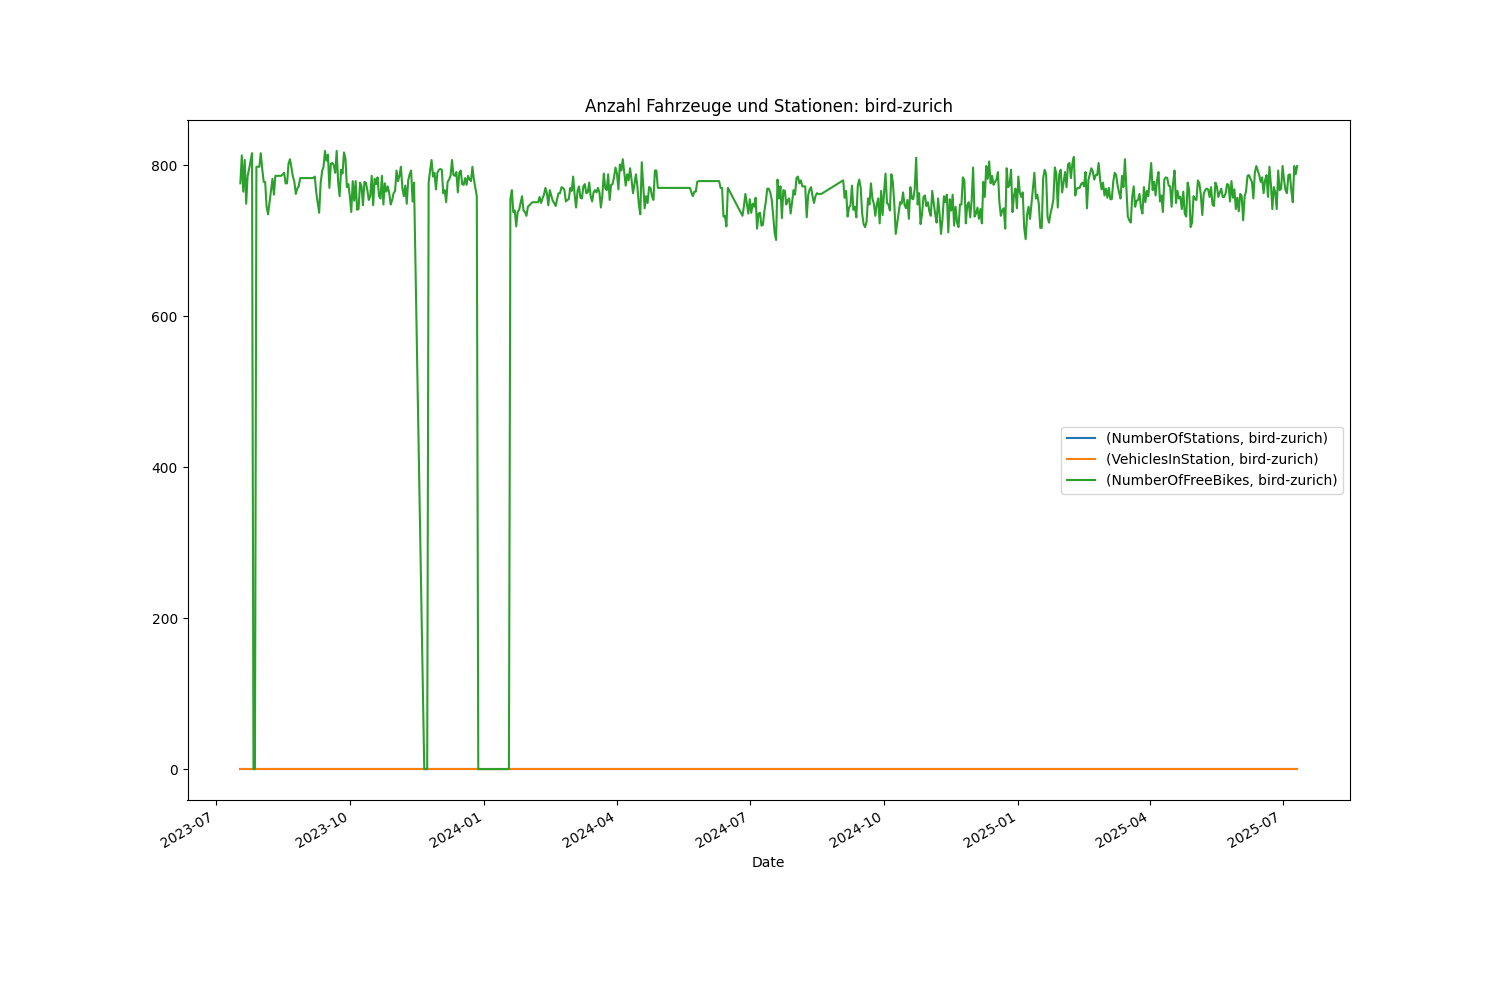 Anzahl Fahrzeuge und Stationen: bird-zurich
800
600
400
200
0
(NumberOfStations, bird-zurich)
(VehiclesInStation, bird-zurich)
(NumberOfFreeBikes, bird-zurich)
2023-07
2023-10
2024-01
2024-04
2024-07
2024-10
2025-01
2025-04
2025-07
Date